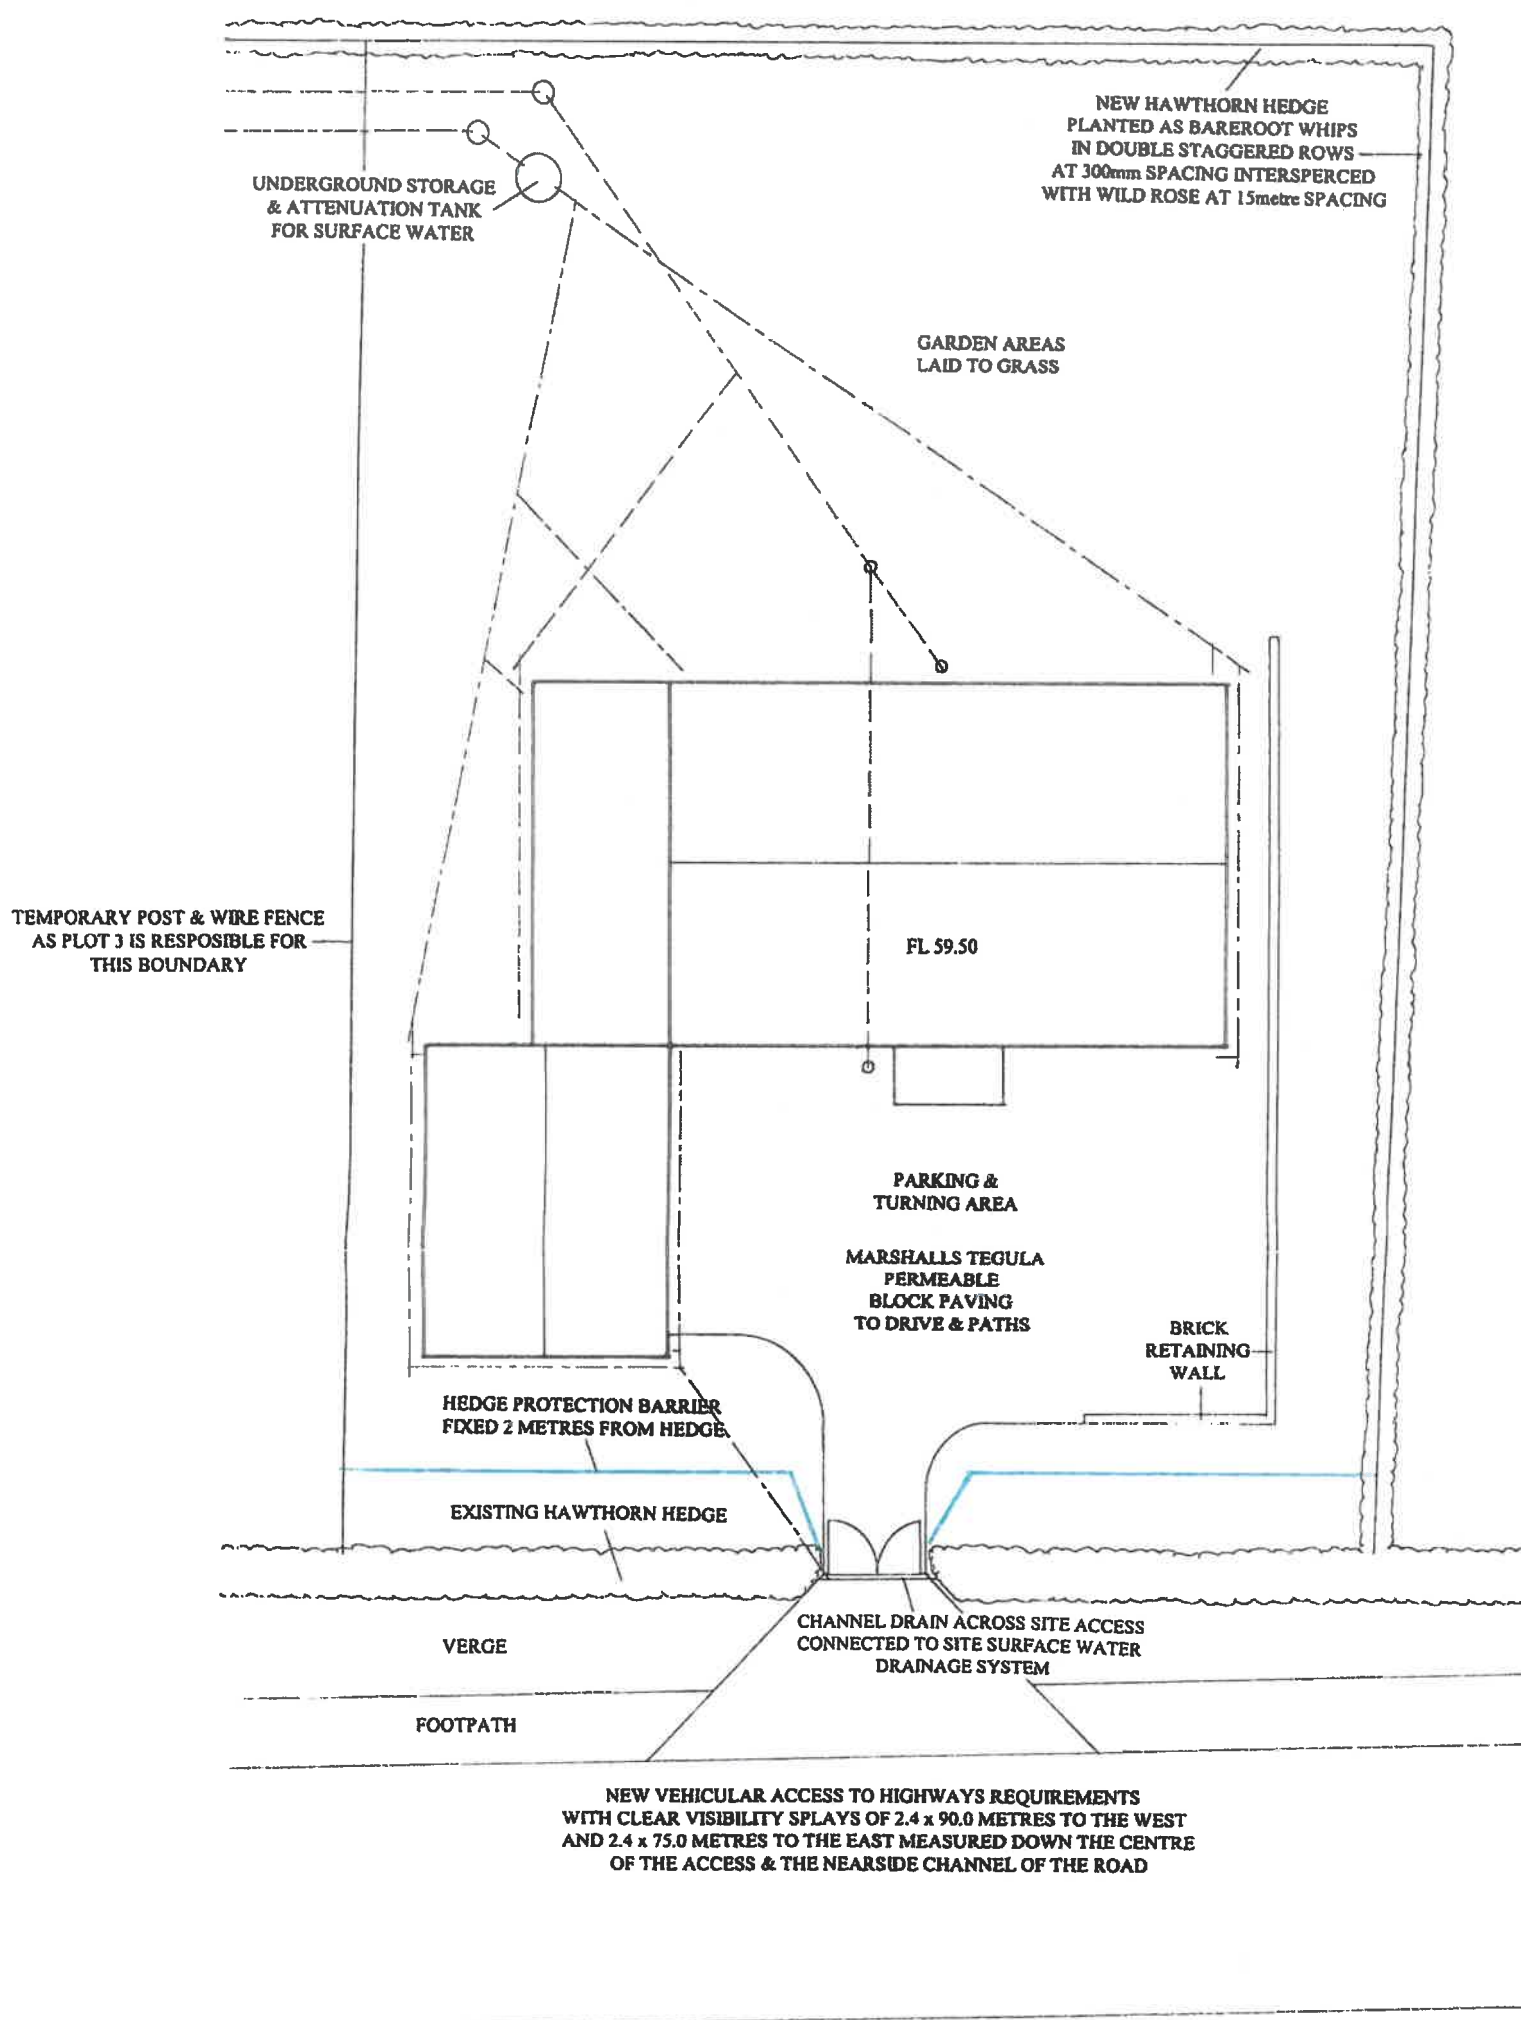 NEW HAWTHORN HEDGE
PLANTED AS BAREROOT WHIPS
IN DOUBLE STAGGERED ROWS
AT 300mm SPACING INTERSPERCED
WITH WILD ROSE AT 15metre SPACING
UNDERGROUND STORAGE
& ATTENUATION TANK
FOR SURFACE WATER
GARDEN AREAS
LAID TO GRASS
TEMPORARY POST & WIRE FENCE
AS PLOT 3 IS RESPOSIBLE FOR
THIS BOUNDARY
FL 59.50
PARKING &
TURNING AREA
MARSHALLS TEGULA
PERMEABLE
BLOCK PAVING
TO DRIVE & PATHS
BRICK
RETAINING
WALL
HEDGE PROTECTION BARRIER
FIXED 2 METRES FROM HEDGE
EXISTING HAWTHORN HEDGE
CHANNEL DRAIN ACROSS SITE ACCESS
CONNECTED TO SITE SURFACE WATER
DRAINAGE SYSTEM
VERGE
FOOTPATH
NEW VEHICULAR ACCESS TO HIGHWAYS REQUIREMENTS
WITH CLEAR VISIBILITY SPLAYS OF 2.4 x 90.0 METRES TO THE WEST
AND 2.4 x 75.0 METRES TO THE EAST MEASURED DOWN THE CENTRE
OF THE ACCESS & THE NEARSIDE CHANNEL OF THE ROAD